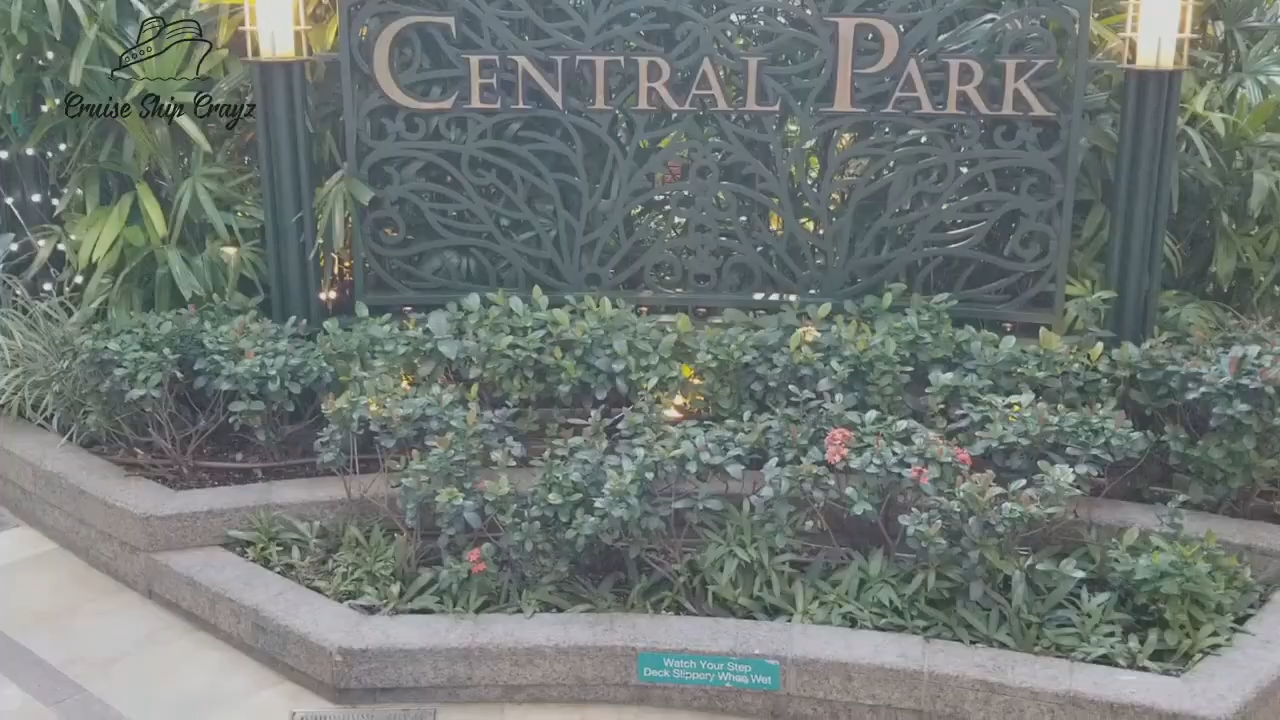 Cruise Ship Crayz
CENTRAL PARK
Watch Your Step
Deck Slippery When Wet